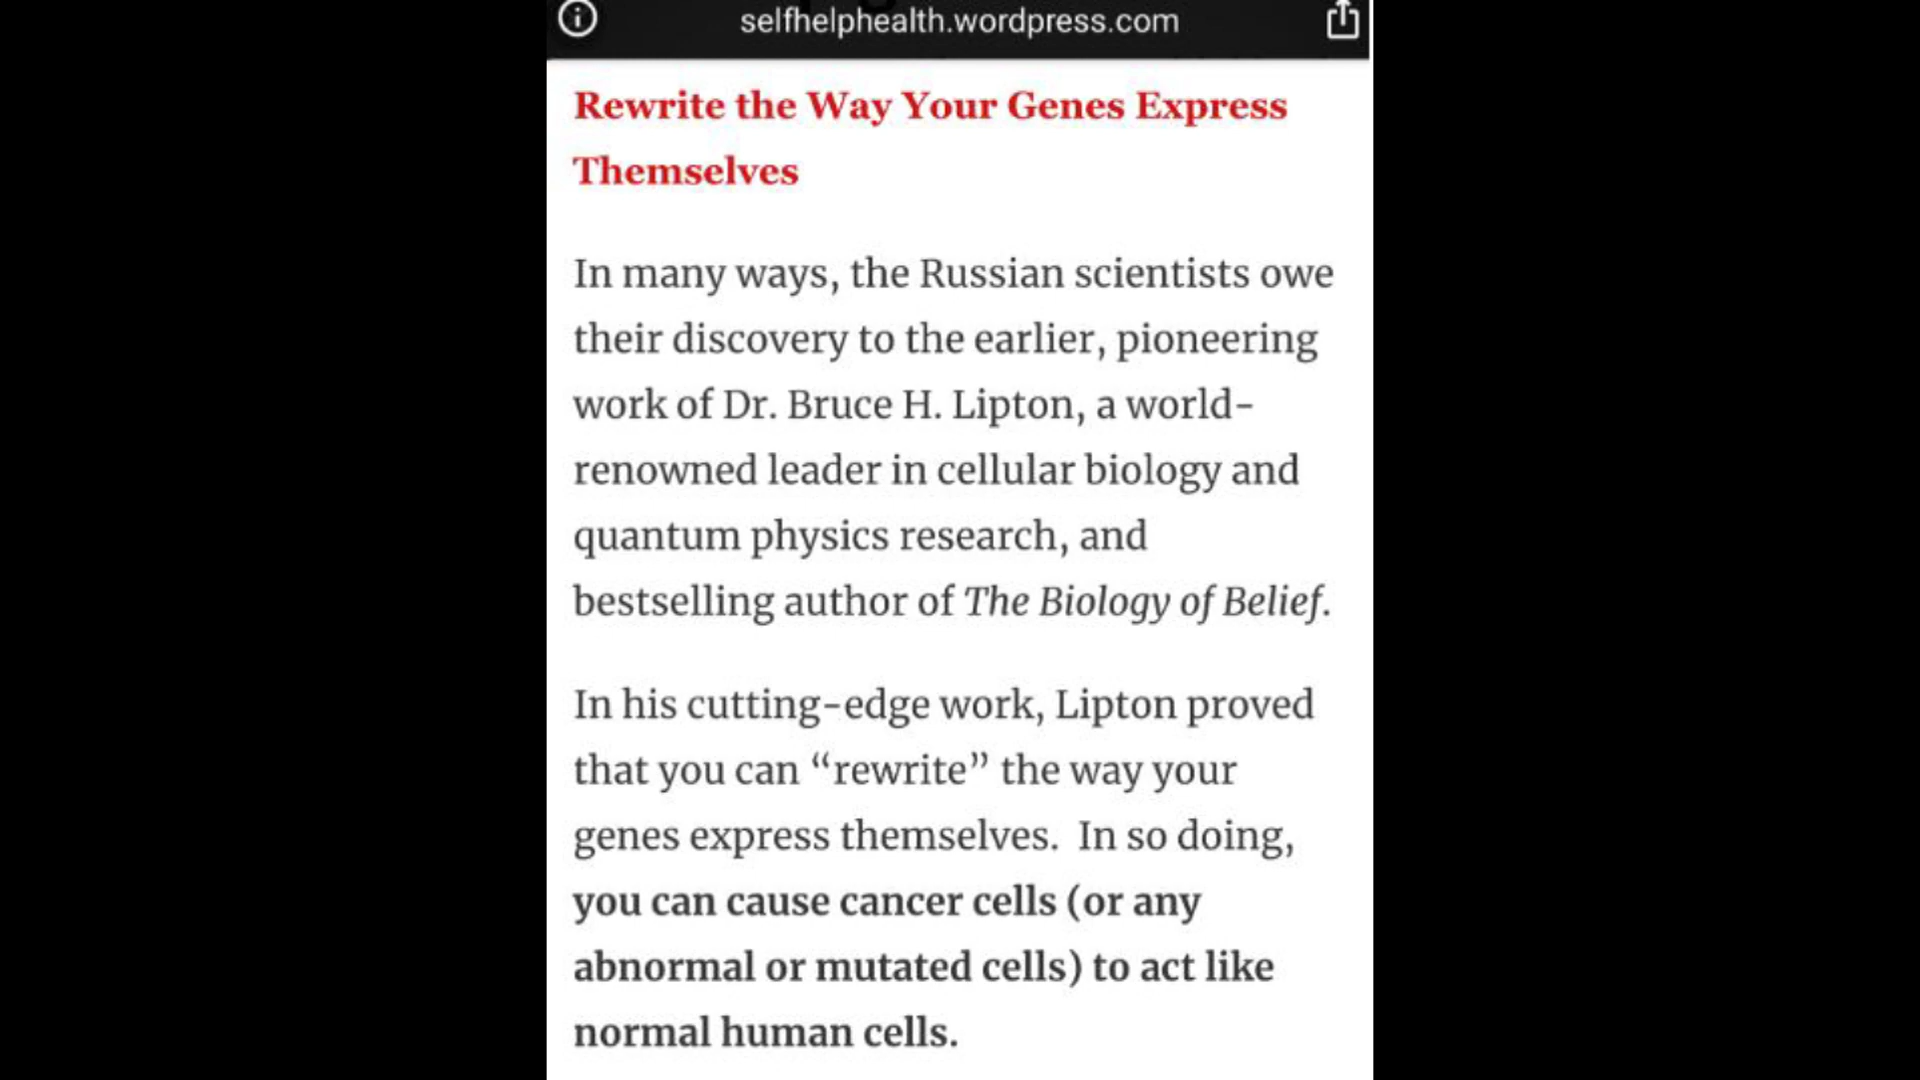 selfhelphealth.wordpress.com
Rewrite the Way Your Genes Express
Themselves
In many ways, the Russian scientists owe
their discovery to the earlier, pioneering
work of Dr. Bruce H. Lipton, a world-
renowned leader in cellular biology and
quantum physics research, and
bestselling author of The Biology of Belief.
In his cutting-edge work, Lipton proved
that you can “rewrite” the way your
genes express themselves.  In so doing,
you can cause cancer cells (or any
abnormal or mutated cells) to act like
normal human cells.